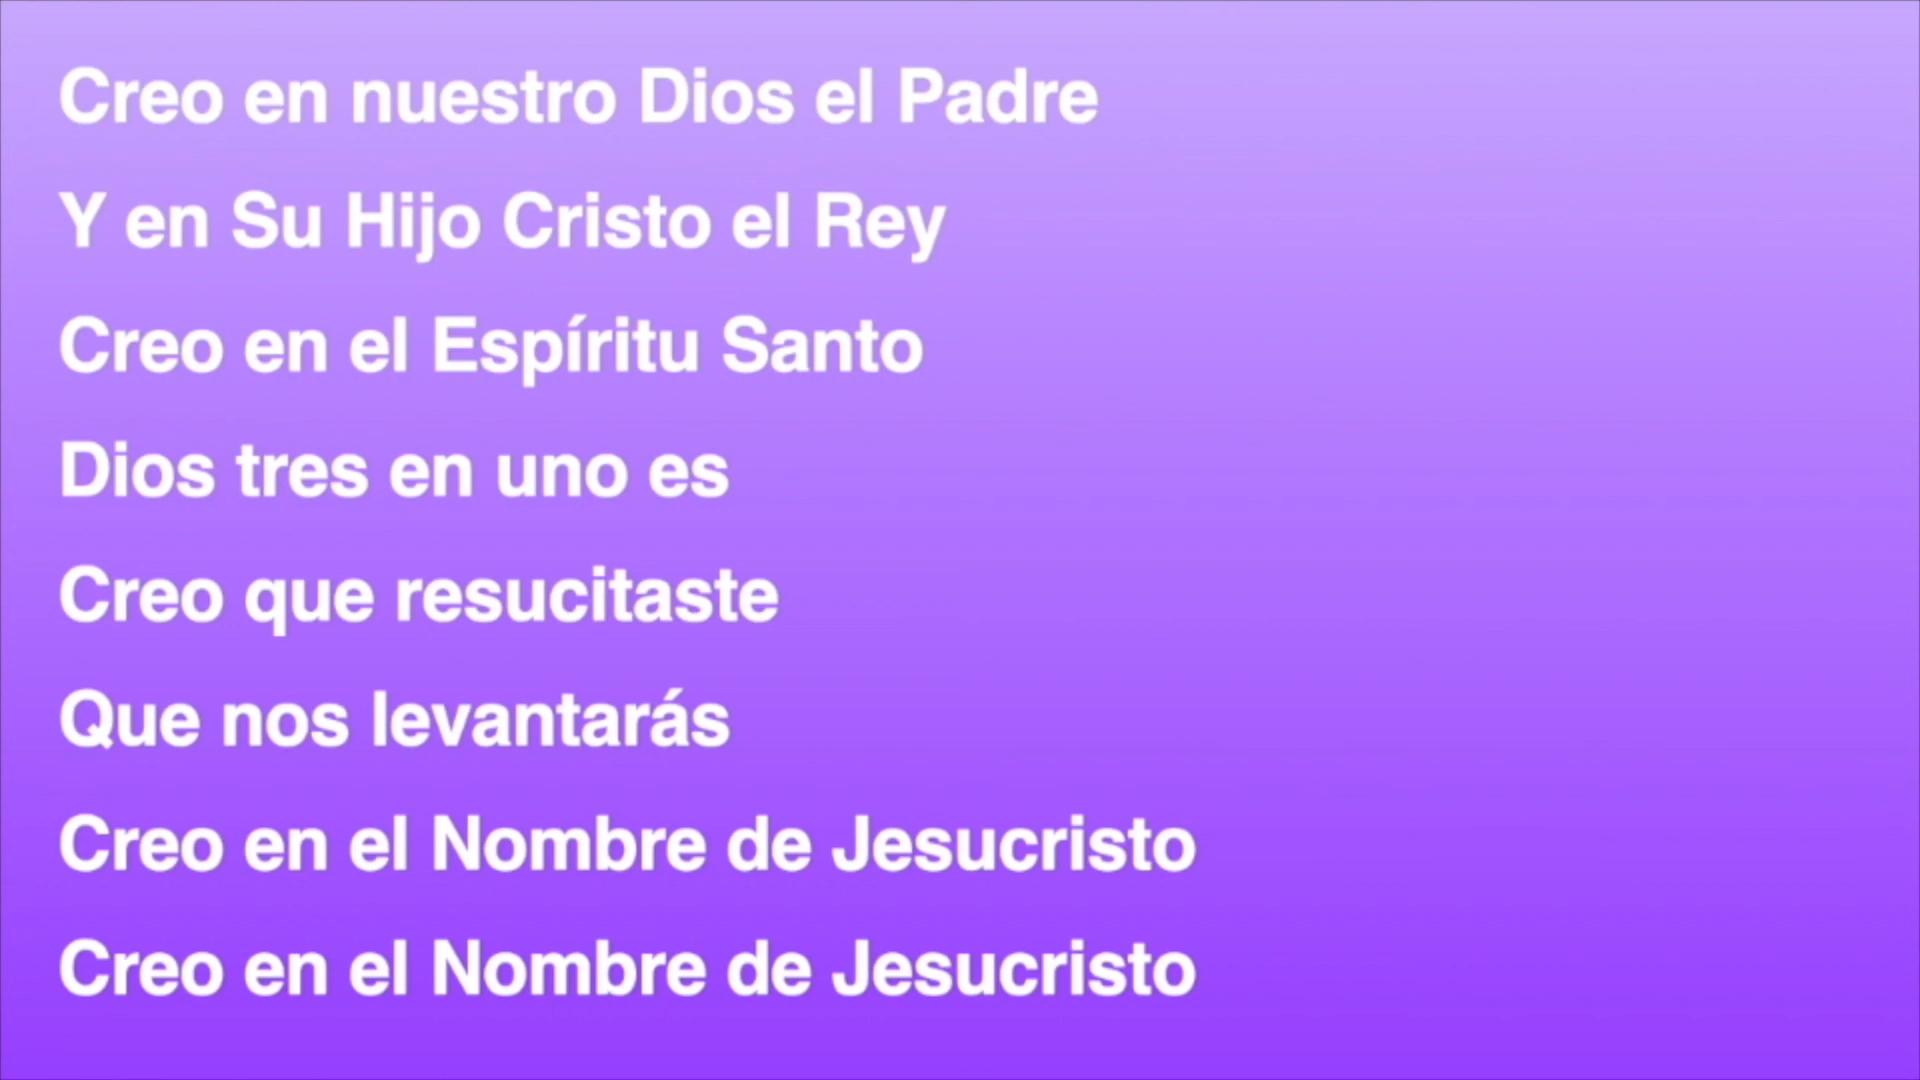 Creo en nuestro Dios el Padre
Y en Su Hijo Cristo el Rey
Creo en el Espíritu Santo
Dios tres en uno es
Creo que resucitaste
Que nos levantarás
Creo en el Nombre de Jesucristo
Creo en el Nombre de Jesucristo